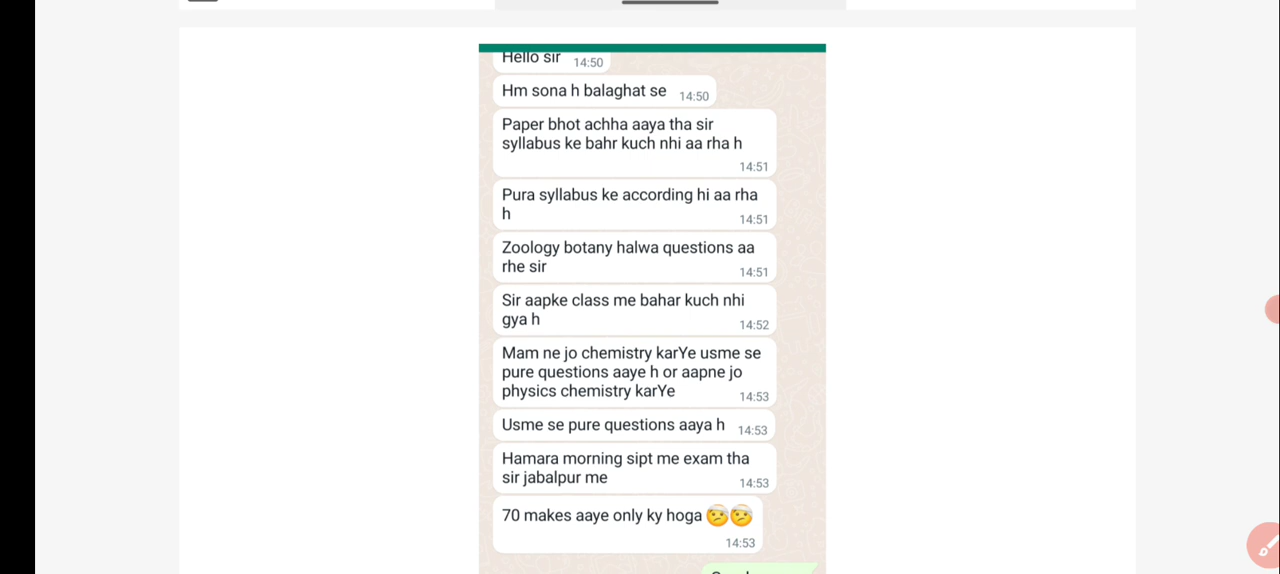 Hello sir 14:50
Hm sona h balaghat se 14:50
Paper bhot achha aaya tha sir
syllabus ke bahr kuch nhi aa rha h
14:51
Pura syllabus ke according hi aa rha
h 14:51
Zoology botany halwa questions aa
rhe sir 14:51
Sir aapke class me bahar kuch nhi
gya h 14:52
Mam ne jo chemistry karYe usme se
pure questions aaye h or aapne jo
physics chemistry karYe 14:53
Usme se pure questions aaya h 14:53
Hamara morning sipt me exam tha
sir jabalpur me 14:53
70 makes aaye only ky hoga 🤕🤕
14:53